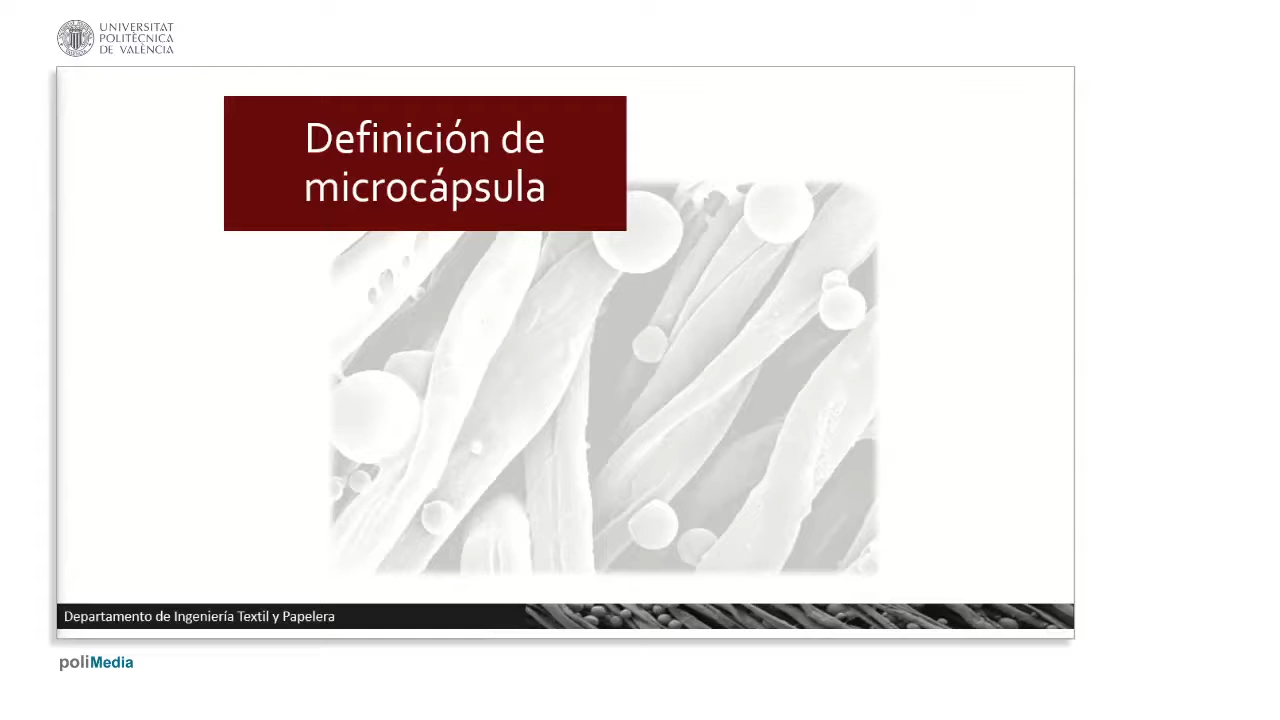 UNIVERSITAT
POLITÈCNICA
DE VALÈNCIA
Definición de
microcápsula
Departamento de Ingeniería Textil y Papelera
poliMedia